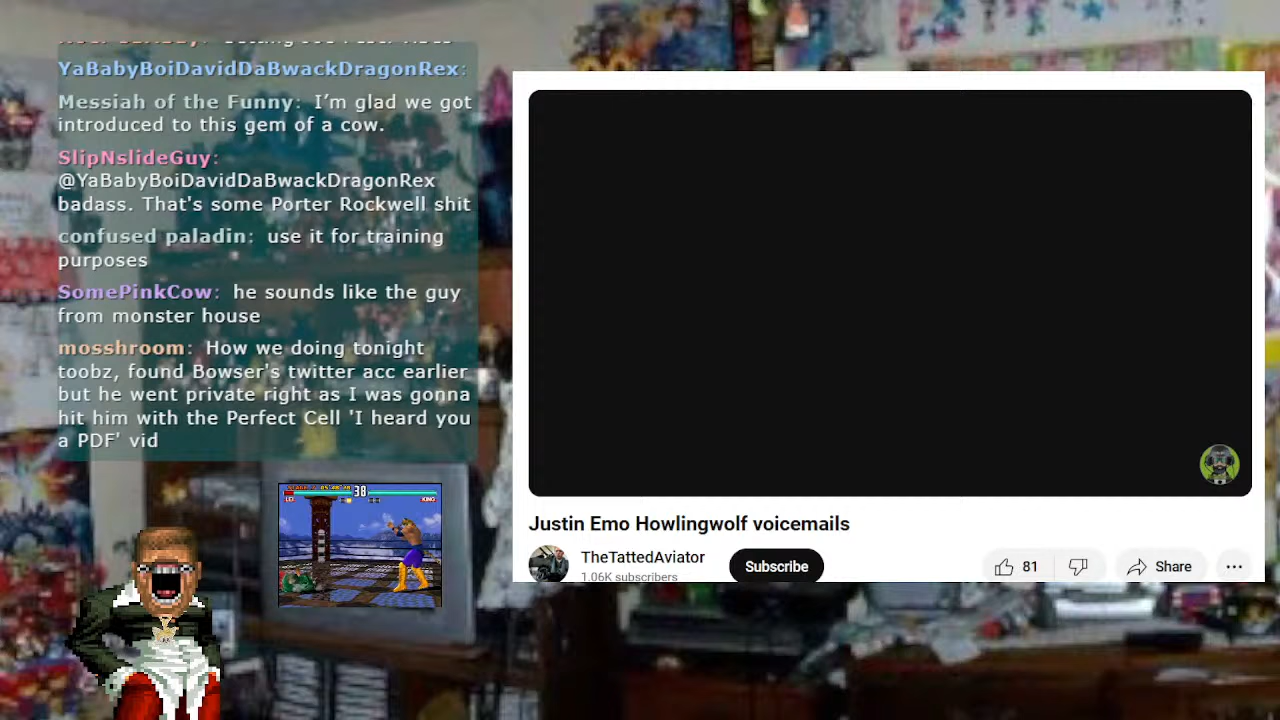 YaBabyBoiDavidDaBwackDragonRex:
Messiah of the Funny: I'm glad we got
introduced to this gem of a cow.
SlipNslideGuy:
@YaBabyBoiDavidDaBwackDragonRex
badass. That's some Porter Rockwell shit
confused paladin: use it for training
purposes
SomePinkCow: he sounds like the guy
from monster house
mosshroom: How we doing tonight
toobz, found Bowser's twitter acc earlier
but he went private right as I was gonna
hit him with the Perfect Cell 'I heard you
a PDF' vid
38
LEI
KING
Justin Emo Howlingwolf voicemails
TheTattedAviator
1.06K subscribers
Subscribe
81
Share